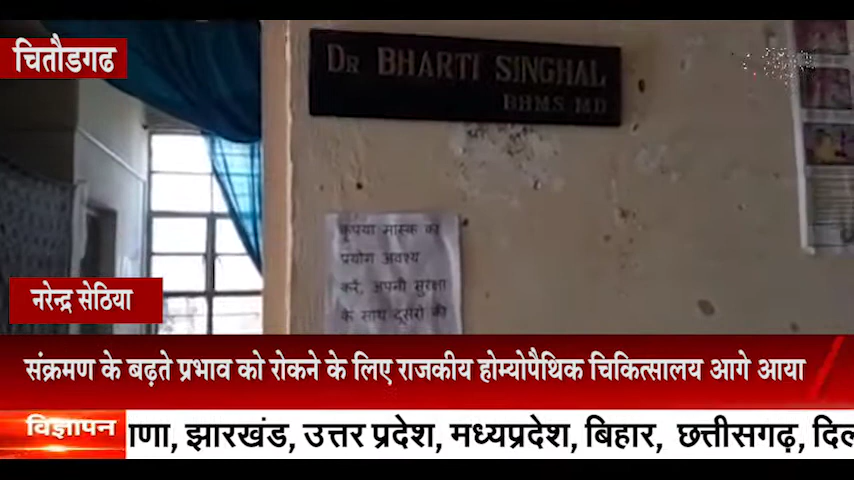 चितौडगढ
DR BHARTI SINGHAL
BHMS MD
कृपया मास्क का
प्रयोग अवश्य
करें, अपनी सुरक्षा
के साथ दूसरो की
नरेन्द्र सेठिया
संक्रमण के बढ़ते प्रभाव को रोकने के लिए राजकीय होम्योपैथिक चिकित्सालय आगे आया
विज्ञापन
ाणा, झारखंड, उत्तर प्रदेश, मध्यप्रदेश, बिहार, छत्तीसगढ़, दिल